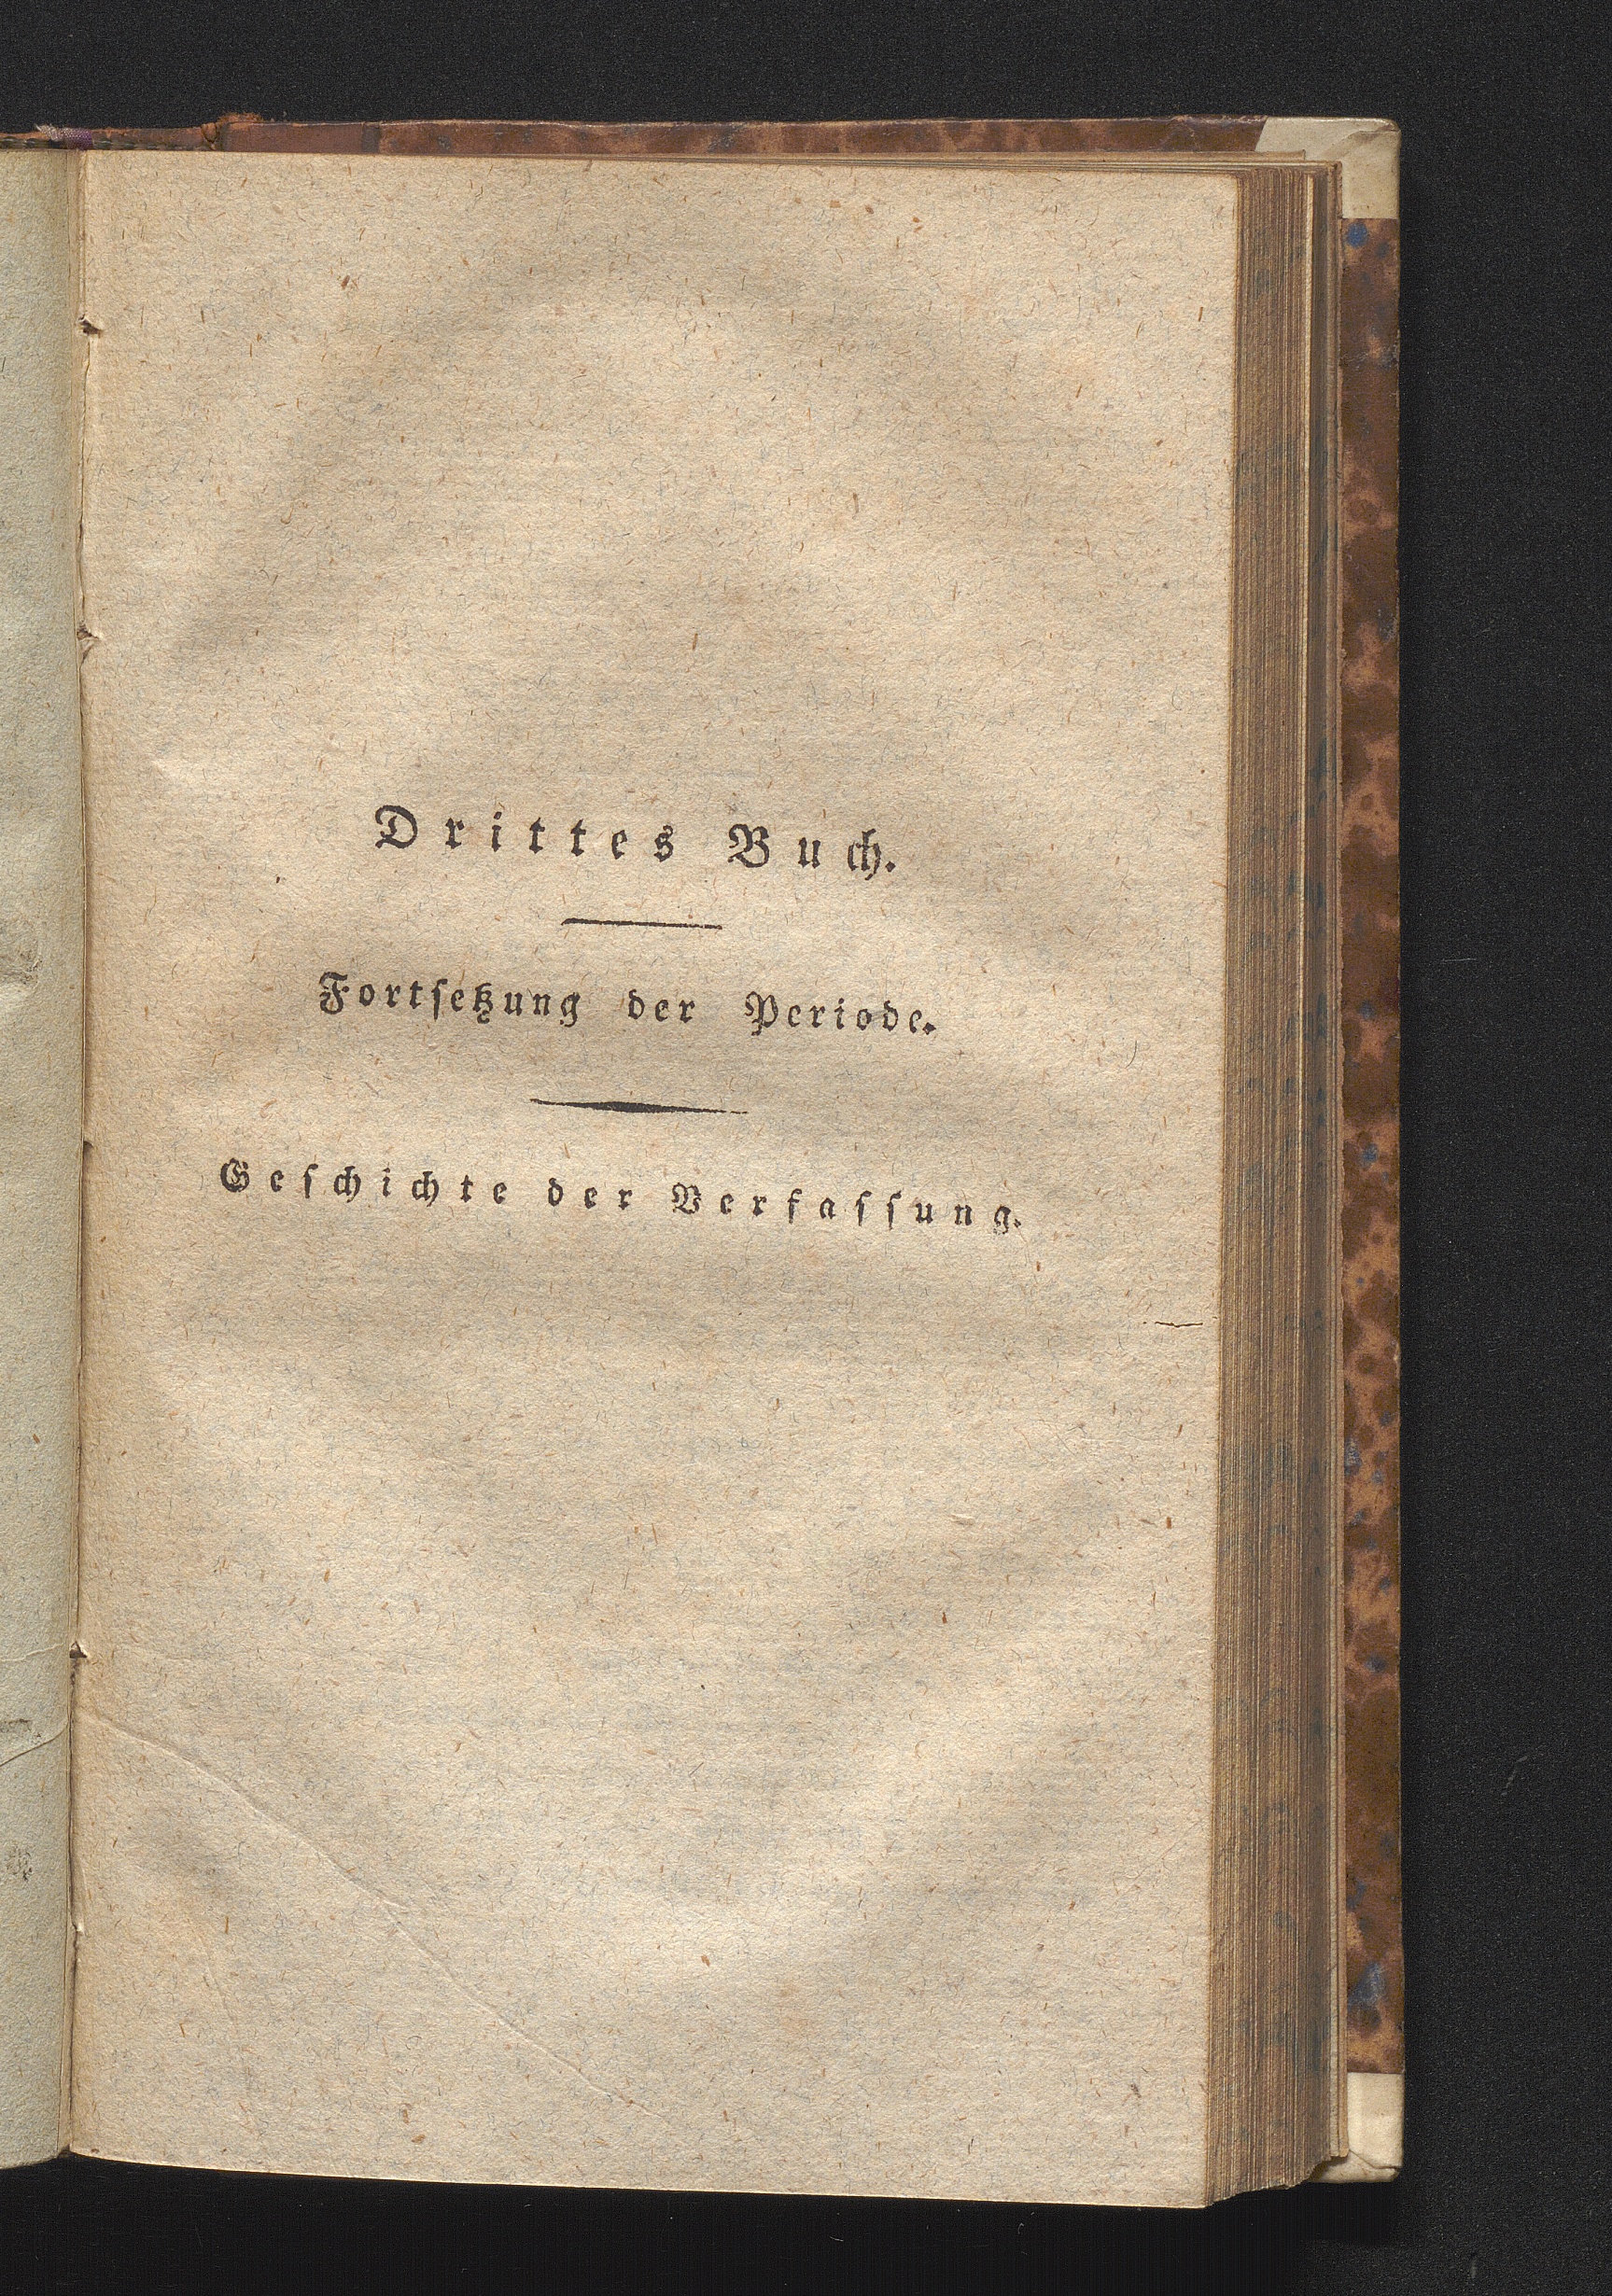 Drittes Buch.
Fortſetzung der Periode.
Geſchichte der Verfaſſung.